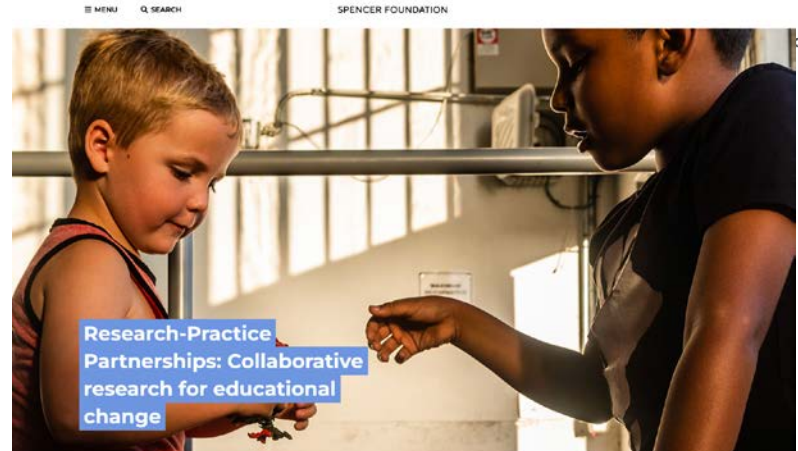 MENU
SEARCH
SPENCER FOUNDATION
Research-Practice
Partnerships: Collaborative
research for educational
change